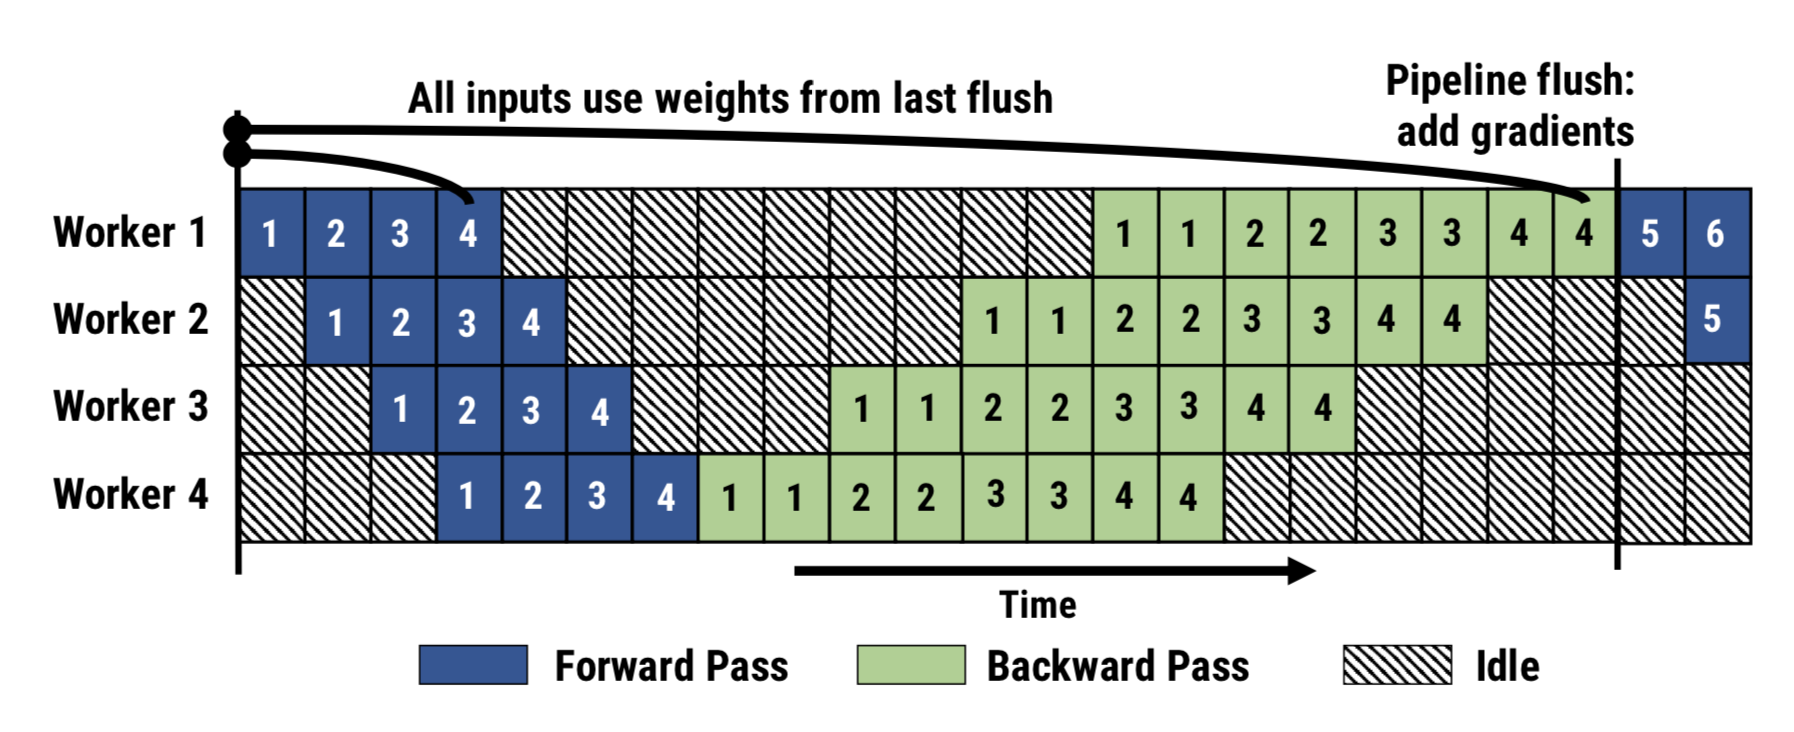 All inputs use weights from last flush
Pipeline flush:
add gradients
Worker 1 1 2 3 4 1 1 2 2 3 3 4 4 5 6
Worker 2 1 2 3 4 1 1 2 2 3 3 4 4 5
Worker 3 1 2 3 4 1 1 2 2 3 3 4 4
Worker 4 1 2 3 4 1 1 2 2 3 3 4 4
Time
Forward Pass Backward Pass Idle